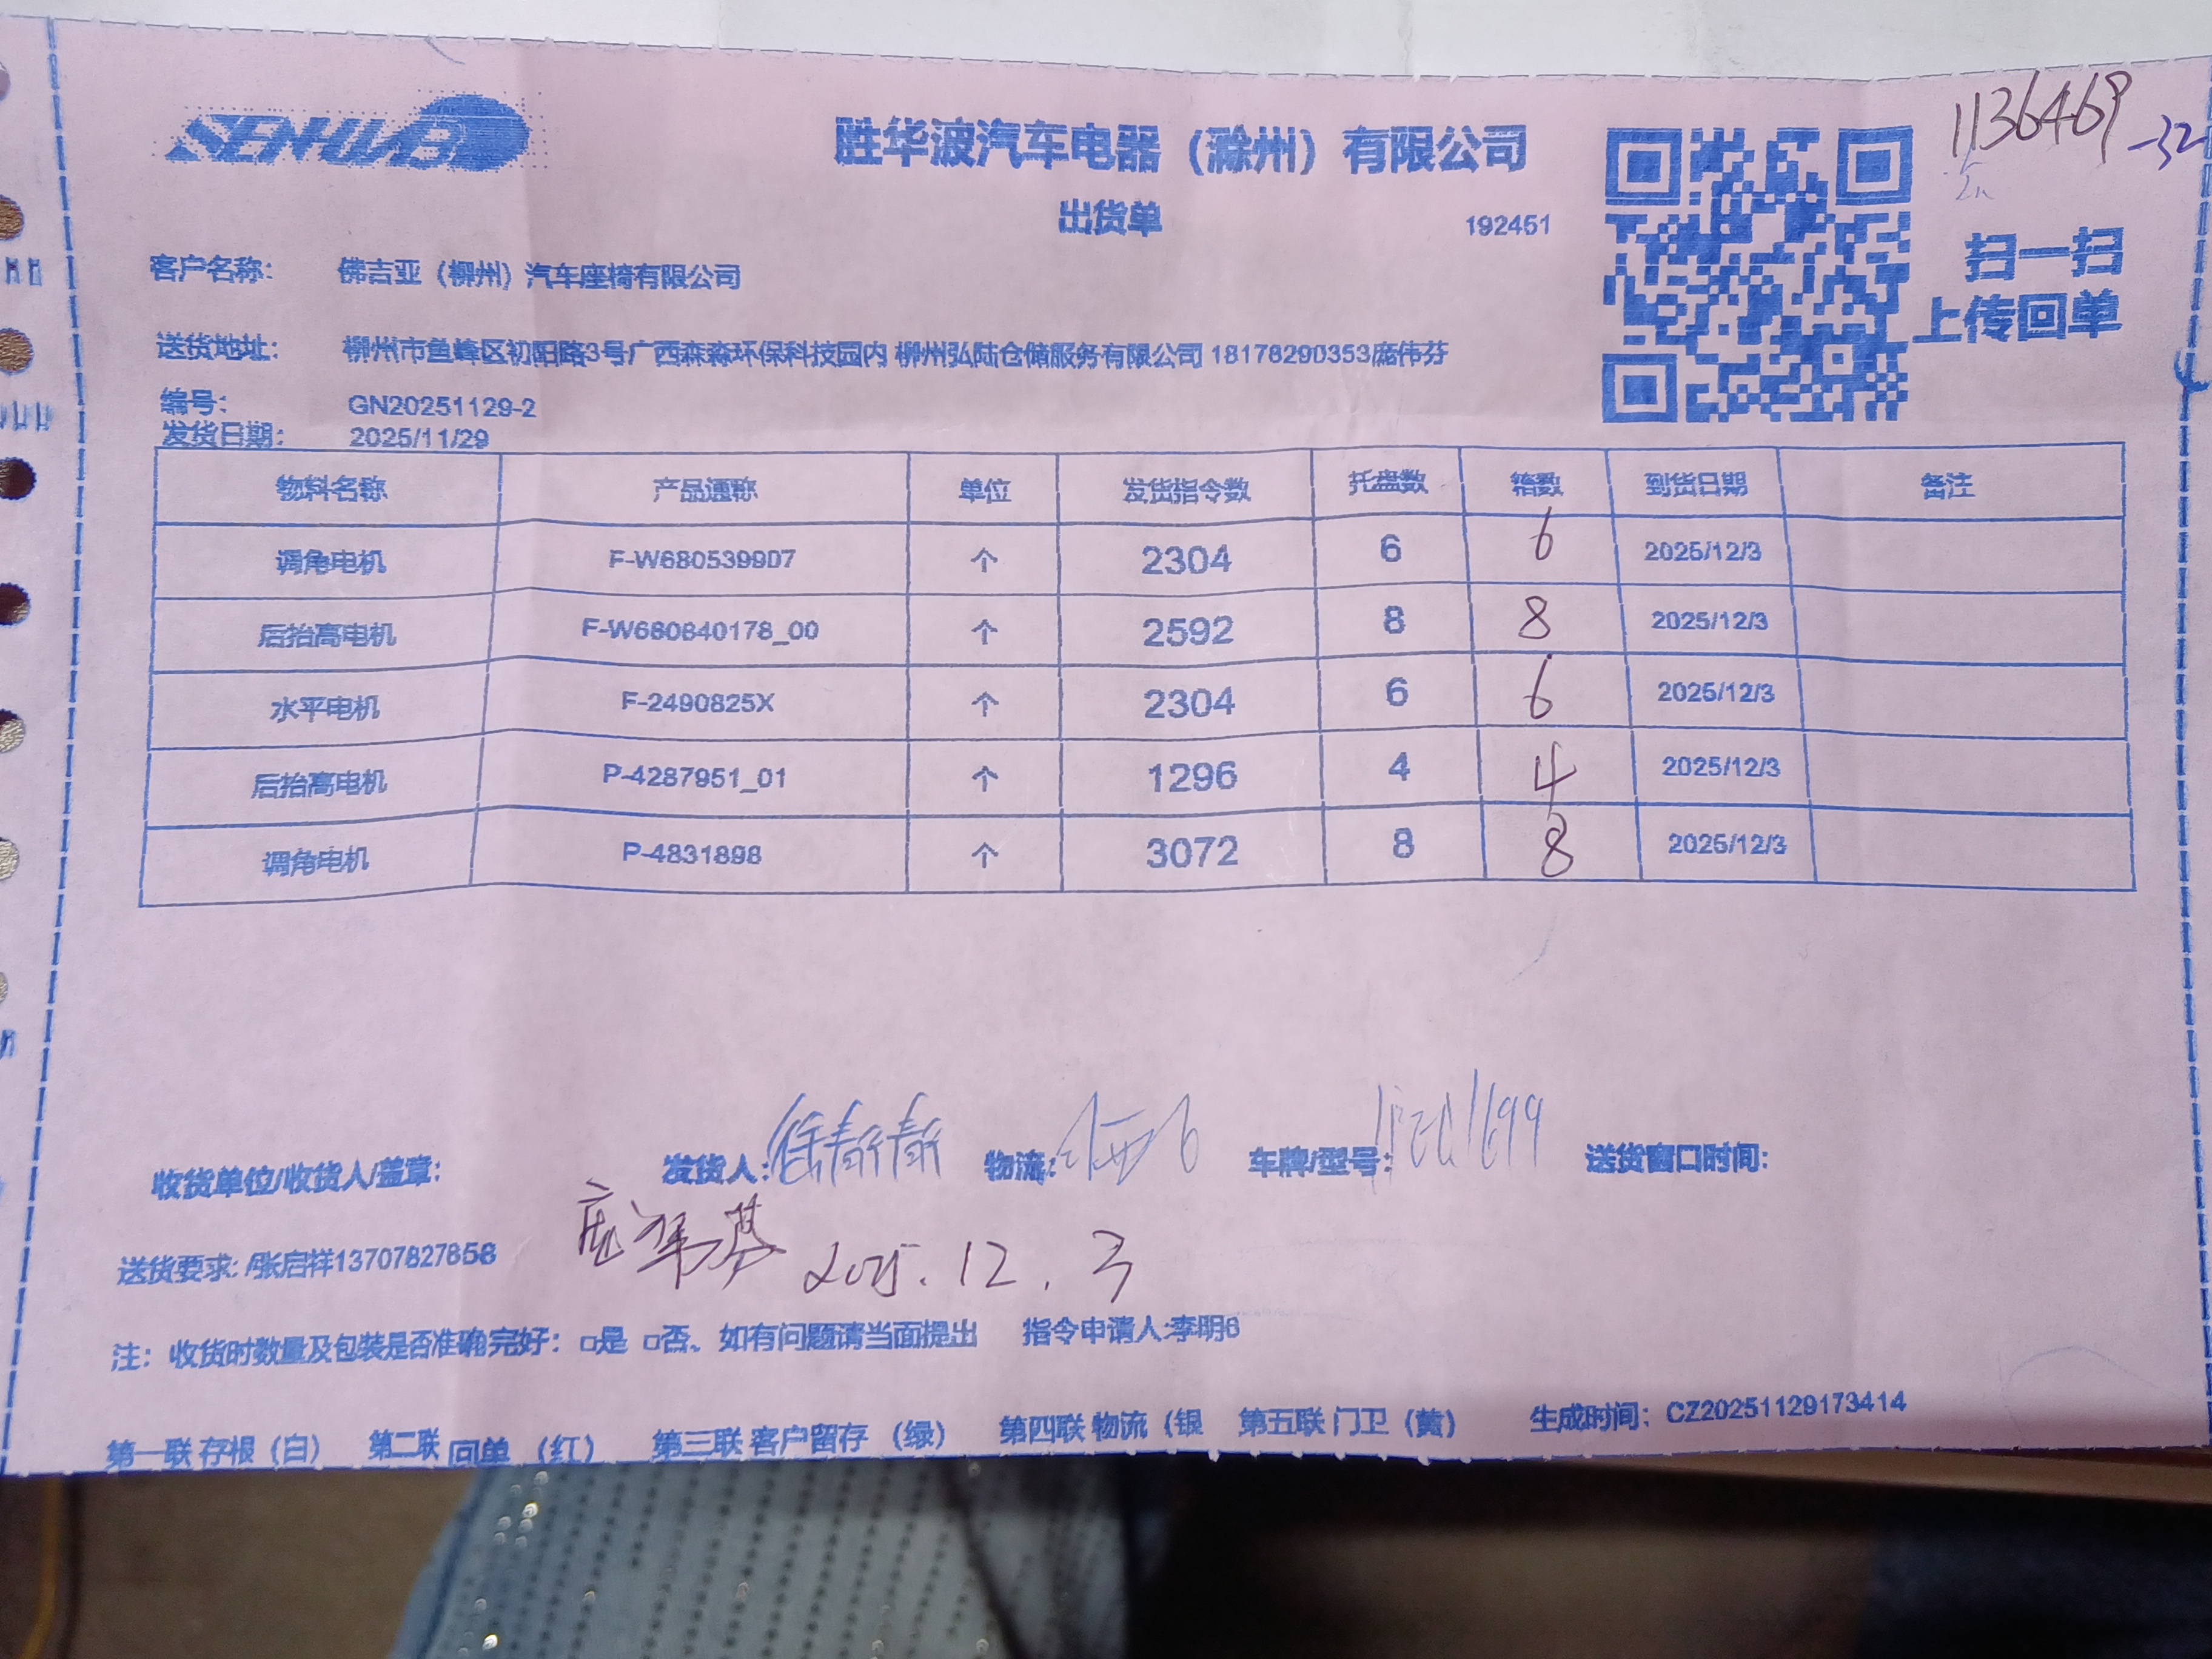 SENHWB
1136469-32
胜华波汽车电器（滁州）有限公司
出货单
192451
扫一扫
上传回单
客户名称： 佛吉亚（柳州）汽车座椅有限公司
送货地址： 柳州市鱼峰区初阳路3号广西森淼环保科技园内 柳州弘陆仓储服务有限公司 18178290353庞伟芬
编号： GN20251129-2
发货日期： 2025/11/29
物料名称 产品通称 单位 发货指令数 托盘数 箱数 到货日期 备注
调角电机 F-W680539907 个 2304 6 6 2025/12/3
后抬高电机 F-W680840178_00 个 2592 8 8 2025/12/3
水平电机 F-2490825X 个 2304 6 6 2025/12/3
后抬高电机 P-4287951_01 个 1296 4 4 2025/12/3
调角电机 P-4831898 个 3072 8 8 2025/12/3
收货单位/收货人/盖章： 发货人：徐静静 物流： 车牌/型号： 送货窗口时间：
庞伟芬 2025.12.3
送货要求: /张启祥13707827858
注：收货时数量及包装是否准确完好：□是 □否、如有问题请当面提出 指令申请人:李明6
第一联 存根（白） 第二联 回单 （红） 第三联 客户留存 （绿） 第四联 物流（银 第五联 门卫（黄） 生成时间；CZ20251129173414